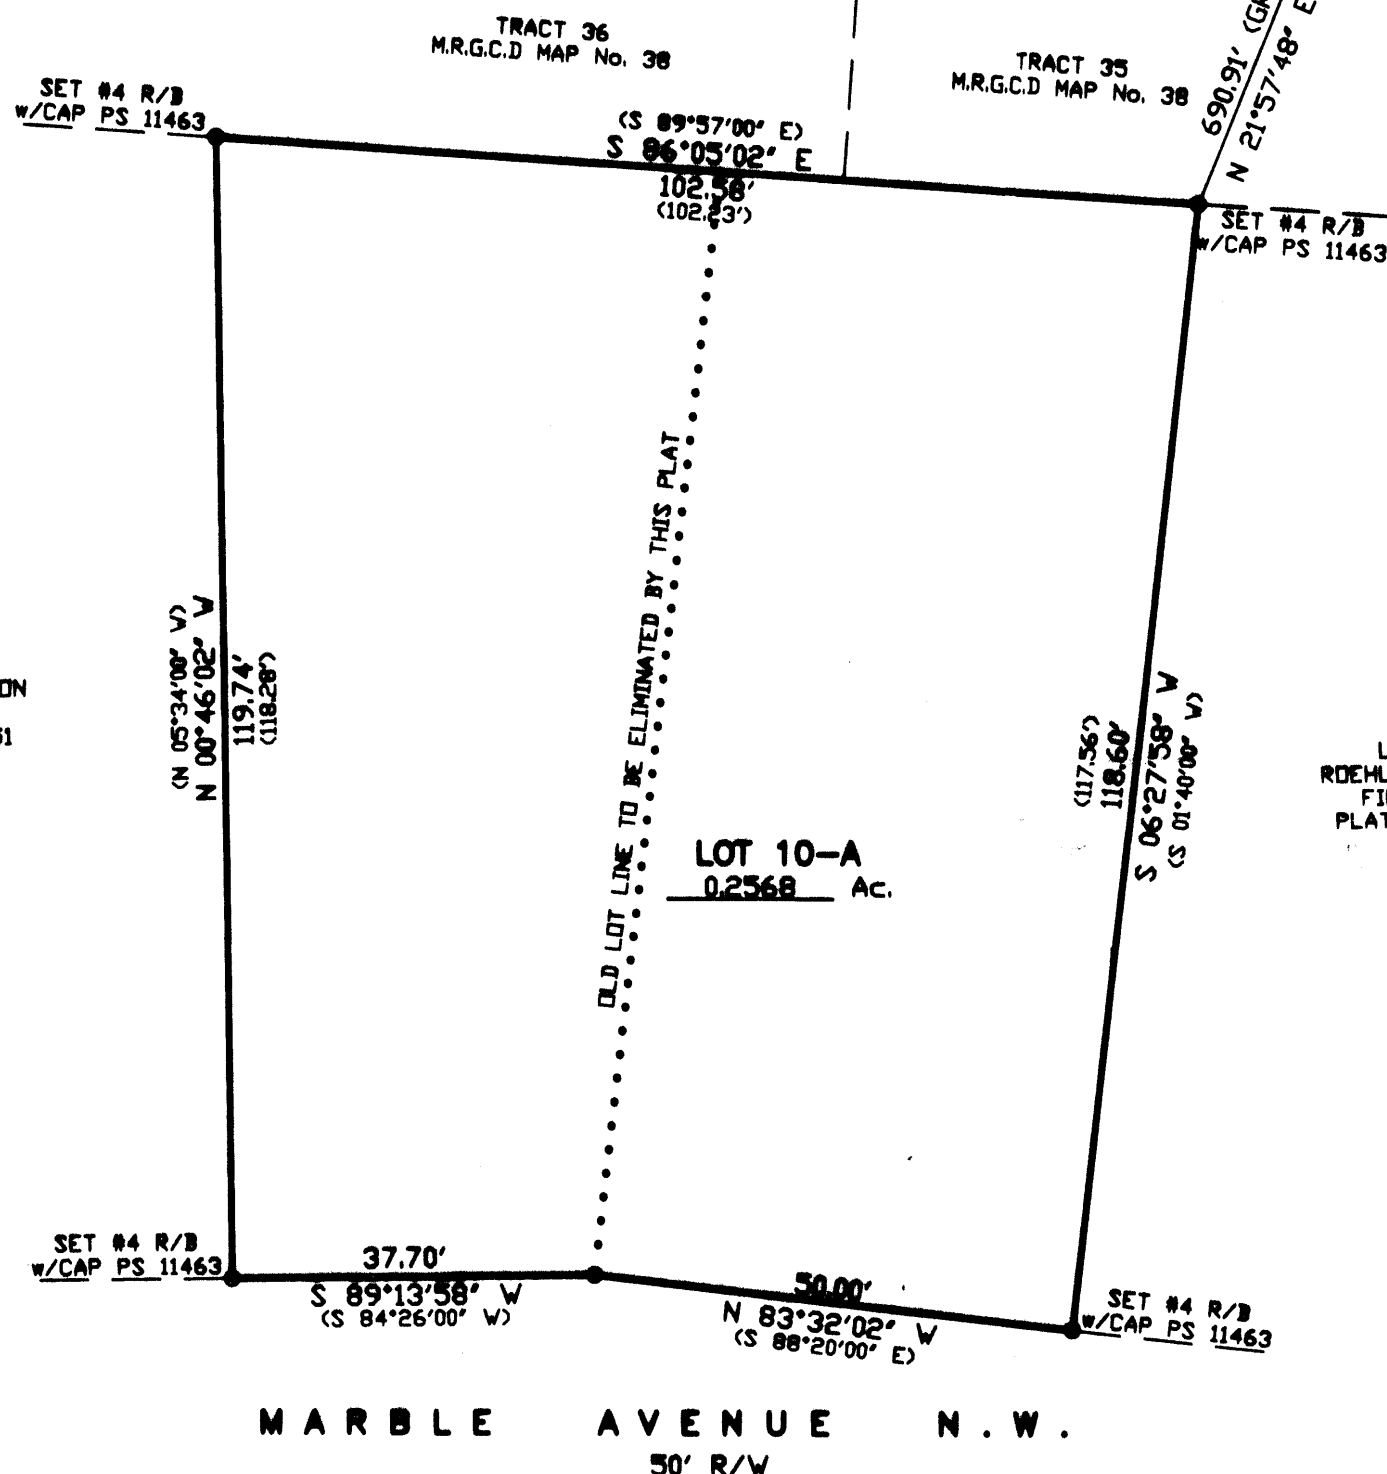 TRACT 36
M.R.G.C.D MAP No. 38
TRACT 35
M.R.G.C.D MAP No. 38
690.91'
N 21°57'48" E
SET #4 R/B
w/CAP PS 11463
(S 89°57'00" E)
S 86°05'02" E
102.58'
(102.23')
SET #4 R/B
w/CAP PS 11463
OLD LOT LINE TO BE ELIMINATED BY THIS PLAT
(N 05°34'00" W)
N 00°46'02" W
119.74'
(118.28')
(117.56')
118.60'
S 06°27'58" W
(S 01°40'00" W)
LOT 10-A
0.2568 Ac.
SET #4 R/B
w/CAP PS 11463
37.70'
S 89°13'58" W
(S 84°26'00" W)
50.00'
N 83°32'02" W
(S 88°20'00" E)
SET #4 R/B
w/CAP PS 11463
MARBLE AVENUE N.W.
50' R/W